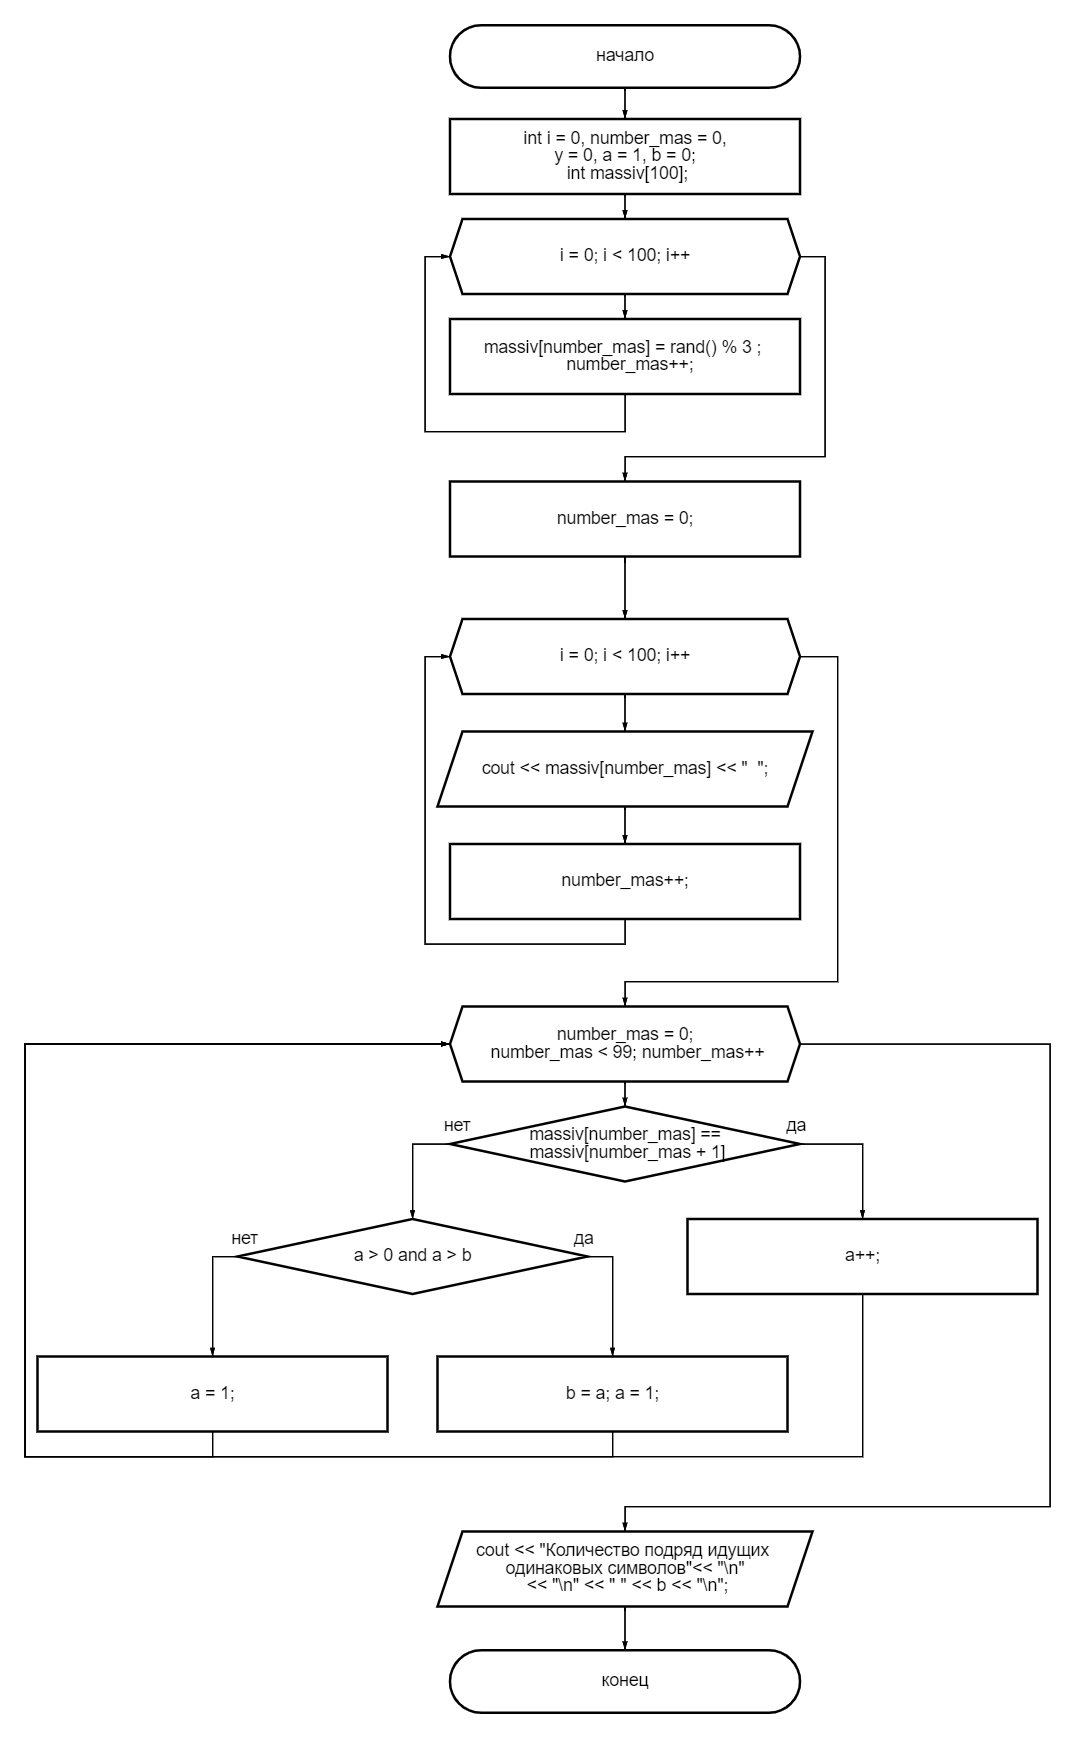 начало
int i = 0, number_mas = 0,
y = 0, a = 1, b = 0;
int massiv[100];
i = 0; i < 100; i++
massiv[number_mas] = rand() % 3 ;
number_mas++;
number_mas = 0;
i = 0; i < 100; i++
cout << massiv[number_mas] << "  ";
number_mas++;
number_mas = 0;
number_mas < 99; number_mas++
нет
да
massiv[number_mas] ==
massiv[number_mas + 1]
нет
да
a > 0 and a > b
a++;
a = 1;
b = a; a = 1;
cout << "Количество подряд идущих
одинаковых символов"<< "\n"
<< "\n" << " " << b << "\n";
конец